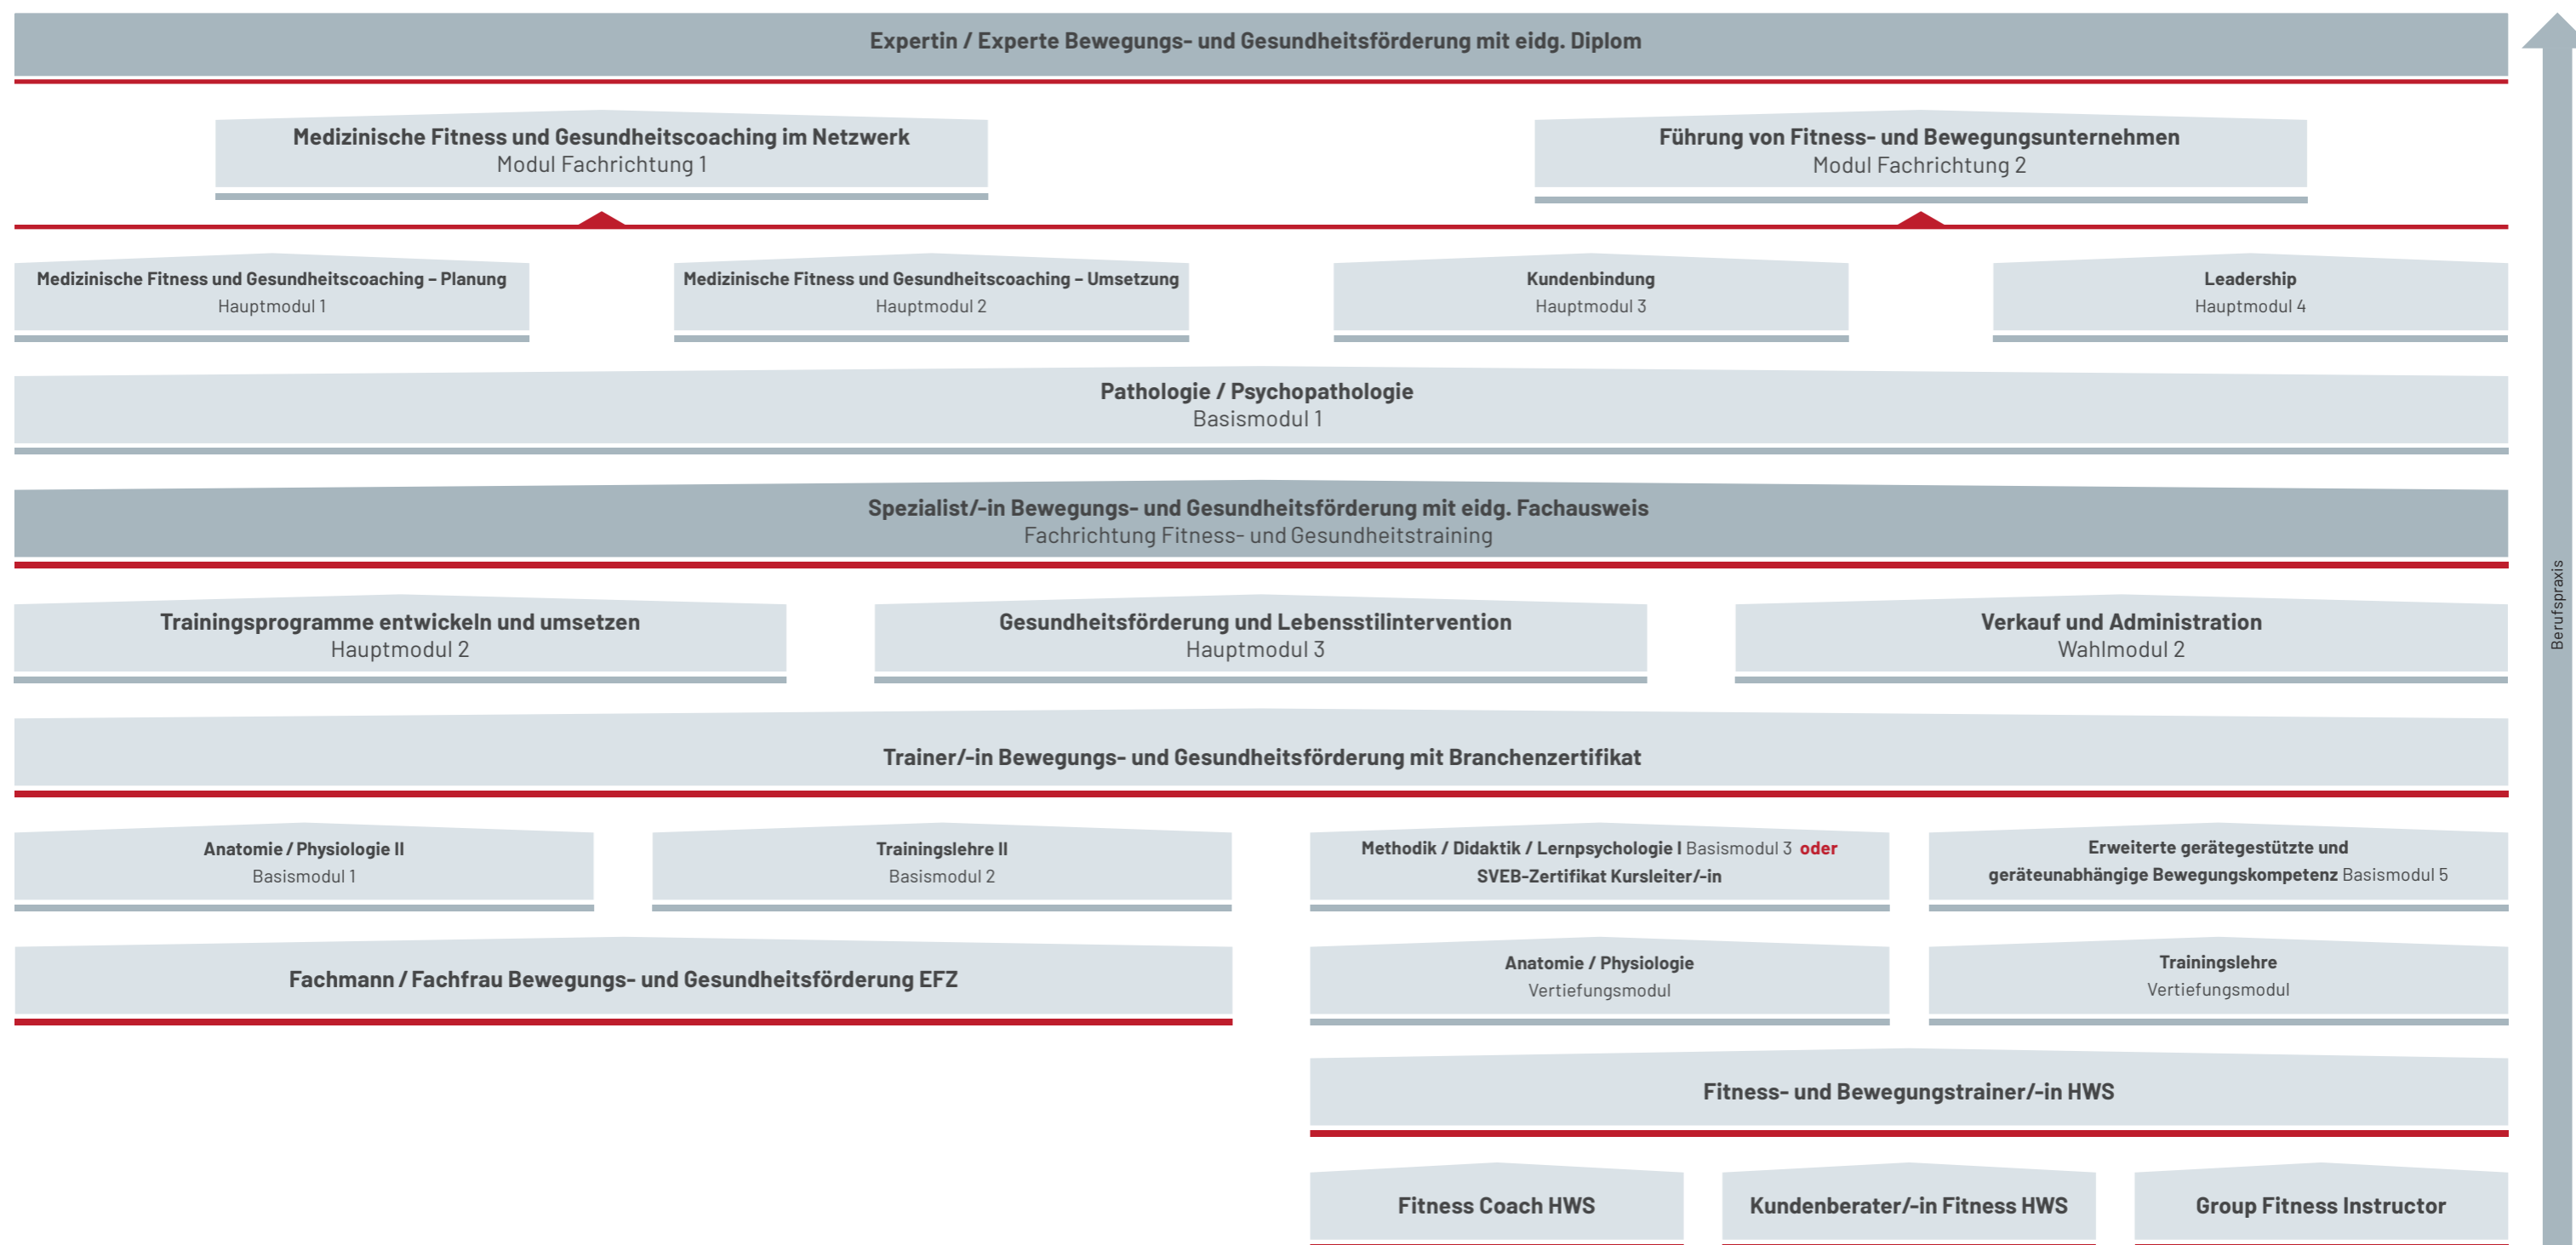 Expertin / Experte Bewegungs- und Gesundheitsförderung mit eidg. Diplom
Medizinische Fitness und Gesundheitscoaching im Netzwerk
Modul Fachrichtung 1
Führung von Fitness- und Bewegungsunternehmen
Modul Fachrichtung 2
Medizinische Fitness und Gesundheitscoaching – Planung
Hauptmodul 1
Medizinische Fitness und Gesundheitscoaching – Umsetzung
Hauptmodul 2
Kundenbindung
Hauptmodul 3
Leadership
Hauptmodul 4
Pathologie / Psychopathologie
Basismodul 1
Spezialist/-in Bewegungs- und Gesundheitsförderung mit eidg. Fachausweis
Fachrichtung Fitness- und Gesundheitstraining
Trainingsprogramme entwickeln und umsetzen
Hauptmodul 2
Gesundheitsförderung und Lebensstilintervention
Hauptmodul 3
Verkauf und Administration
Wahlmodul 2
Trainer/-in Bewegungs- und Gesundheitsförderung mit Branchenzertifikat
Anatomie / Physiologie II
Basismodul 1
Trainingslehre II
Basismodul 2
Methodik / Didaktik / Lernpsychologie I Basismodul 3 oder
SVEB-Zertifikat Kursleiter/-in
Erweiterte gerätegestützte und
geräteunabhängige Bewegungskompetenz Basismodul 5
Fachmann / Fachfrau Bewegungs- und Gesundheitsförderung EFZ
Anatomie / Physiologie
Vertiefungsmodul
Trainingslehre
Vertiefungsmodul
Fitness- und Bewegungstrainer/-in HWS
Fitness Coach HWS
Kundenberater/-in Fitness HWS
Group Fitness Instructor
Berufspraxis